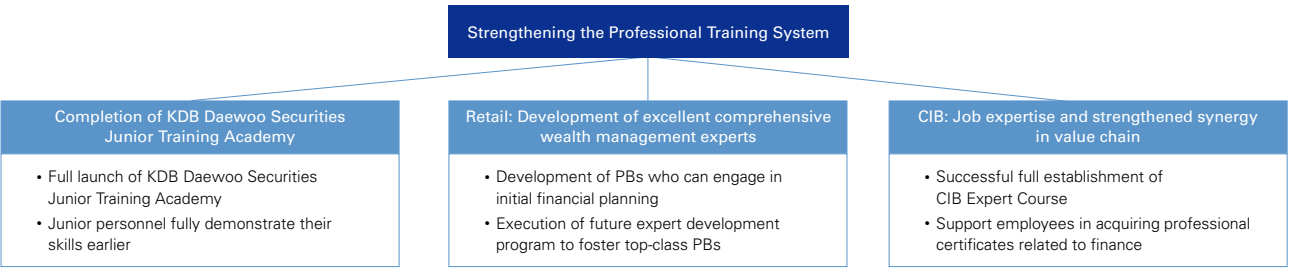 Strengthening the Professional Training System
Completion of KDB Daewoo Securities
Junior Training Academy
• Full launch of KDB Daewoo Securities
Junior Training Academy
• Junior personnel fully demonstrate their
skills earlier
Retail: Development of excellent comprehensive
wealth management experts
• Development of PBs who can engage in
initial financial planning
• Execution of future expert development
program to foster top-class PBs
CIB: Job expertise and strengthened synergy
in value chain
• Successful full establishment of
CIB Expert Course
• Support employees in acquiring professional
certificates related to finance